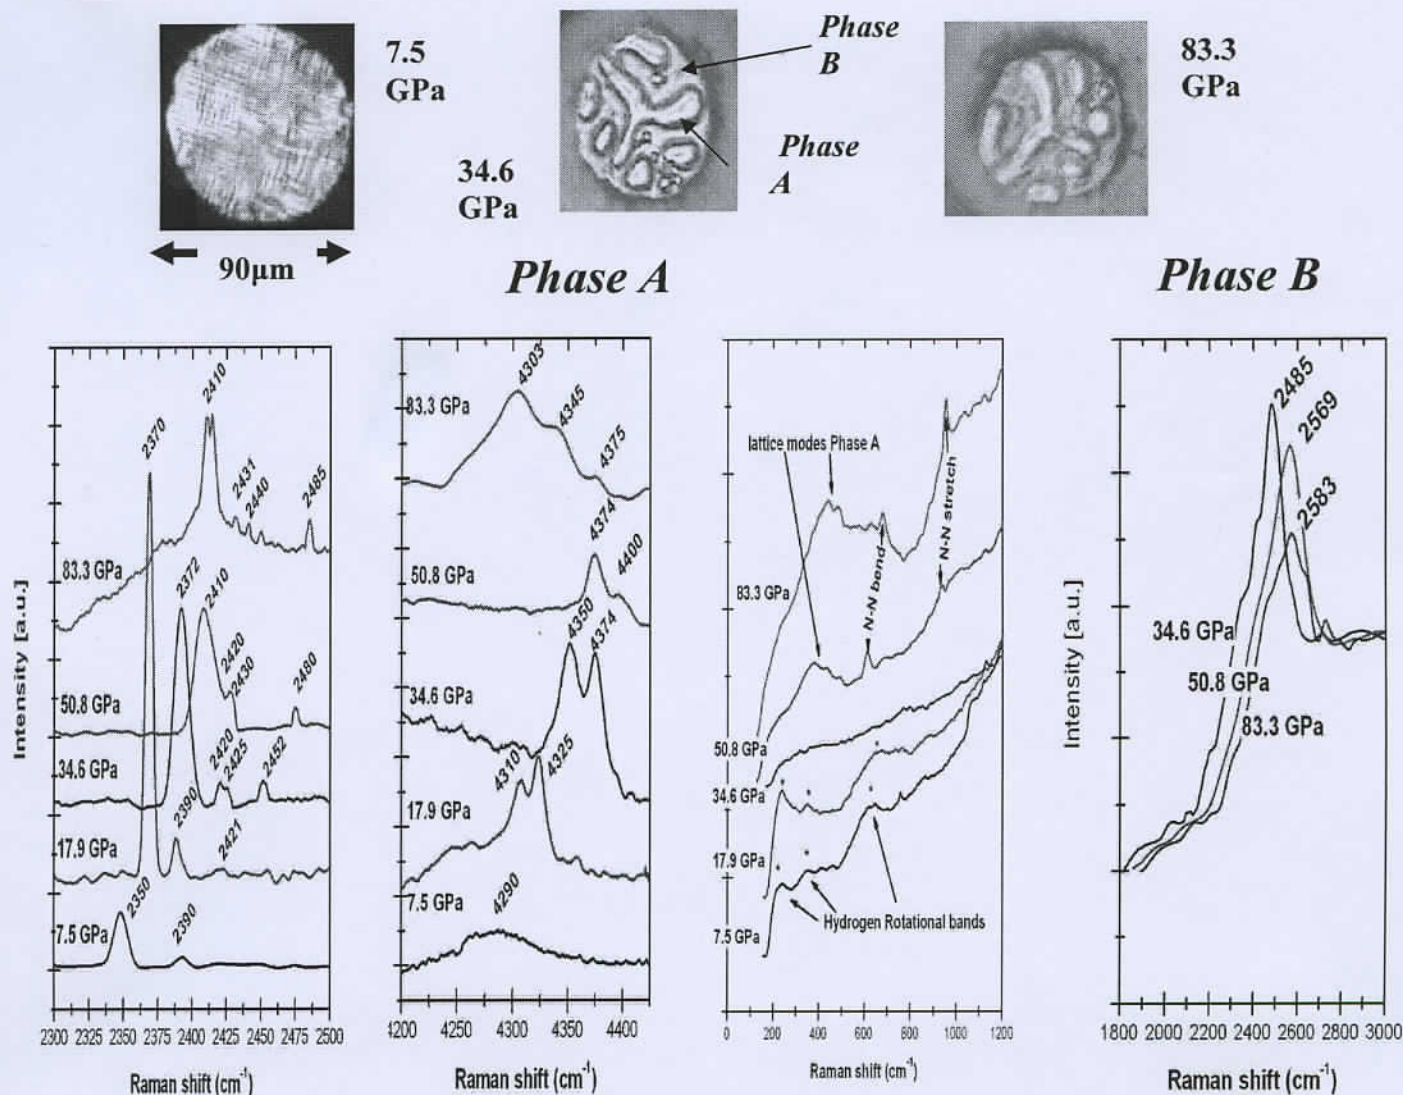 7.5
GPa
Phase
B
83.3
GPa
34.6
GPa
Phase
A
90µm
Phase A
Phase B
2410
2370
2431
2440
2485
83.3 GPa
2372
2410
2420
2430
2480
50.8 GPa
2420
2425
2452
34.6 GPa
2390
2421
17.9 GPa
2350
2390
7.5 GPa
Intensity [a.u.]
2300 2325 2350 2375 2400 2425 2450 2475 2500
Raman shift (cm-1)
4303
83.3 GPa
4345
4375
4374
4400
50.8 GPa
4350
4374
34.6 GPa
4310
4325
17.9 GPa
4290
7.5 GPa
4200 4250 4300 4350 4400
Raman shift (cm-1)
lattice modes Phase A
N-N stretch
N-N bend
83.3 GPa
50.8 GPa
34.6 GPa
17.9 GPa
Hydrogen Rotational bands
7.5 GPa
0 200 400 600 800 1000 1200
Raman shift (cm-1)
2485
2569
2583
34.6 GPa
50.8 GPa
83.3 GPa
Intensity [a.u.]
1800 2000 2200 2400 2600 2800 3000
Raman shift (cm-1)